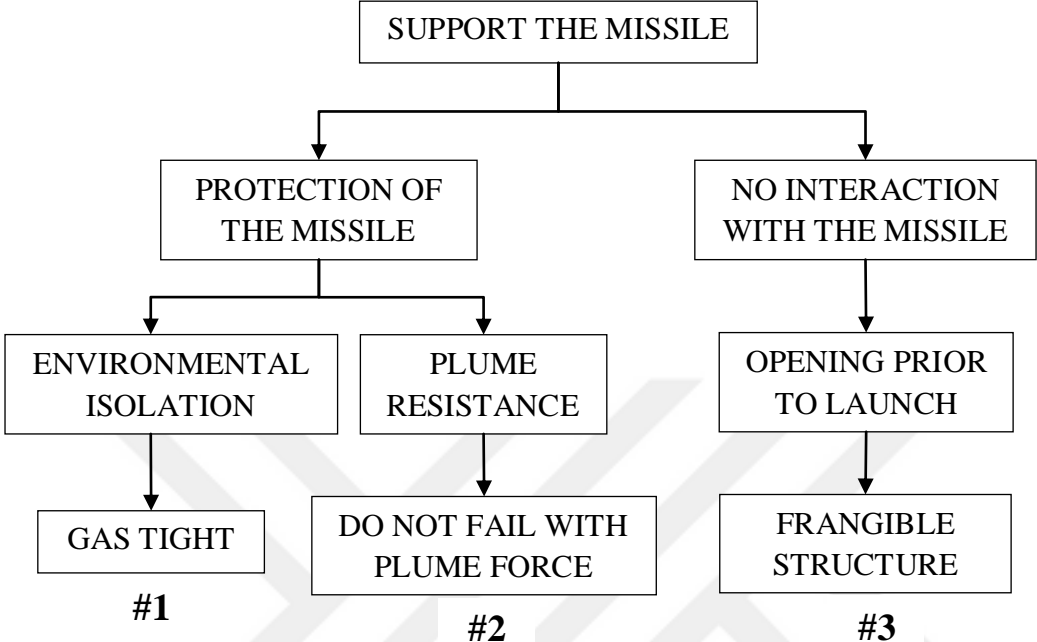 SUPPORT THE MISSILE
PROTECTION OF
THE MISSILE
NO INTERACTION
WITH THE MISSILE
ENVIRONMENTAL
ISOLATION
PLUME
RESISTANCE
OPENING PRIOR
TO LAUNCH
GAS TIGHT
DO NOT FAIL WITH
PLUME FORCE
FRANGIBLE
STRUCTURE
#1
#2
#3